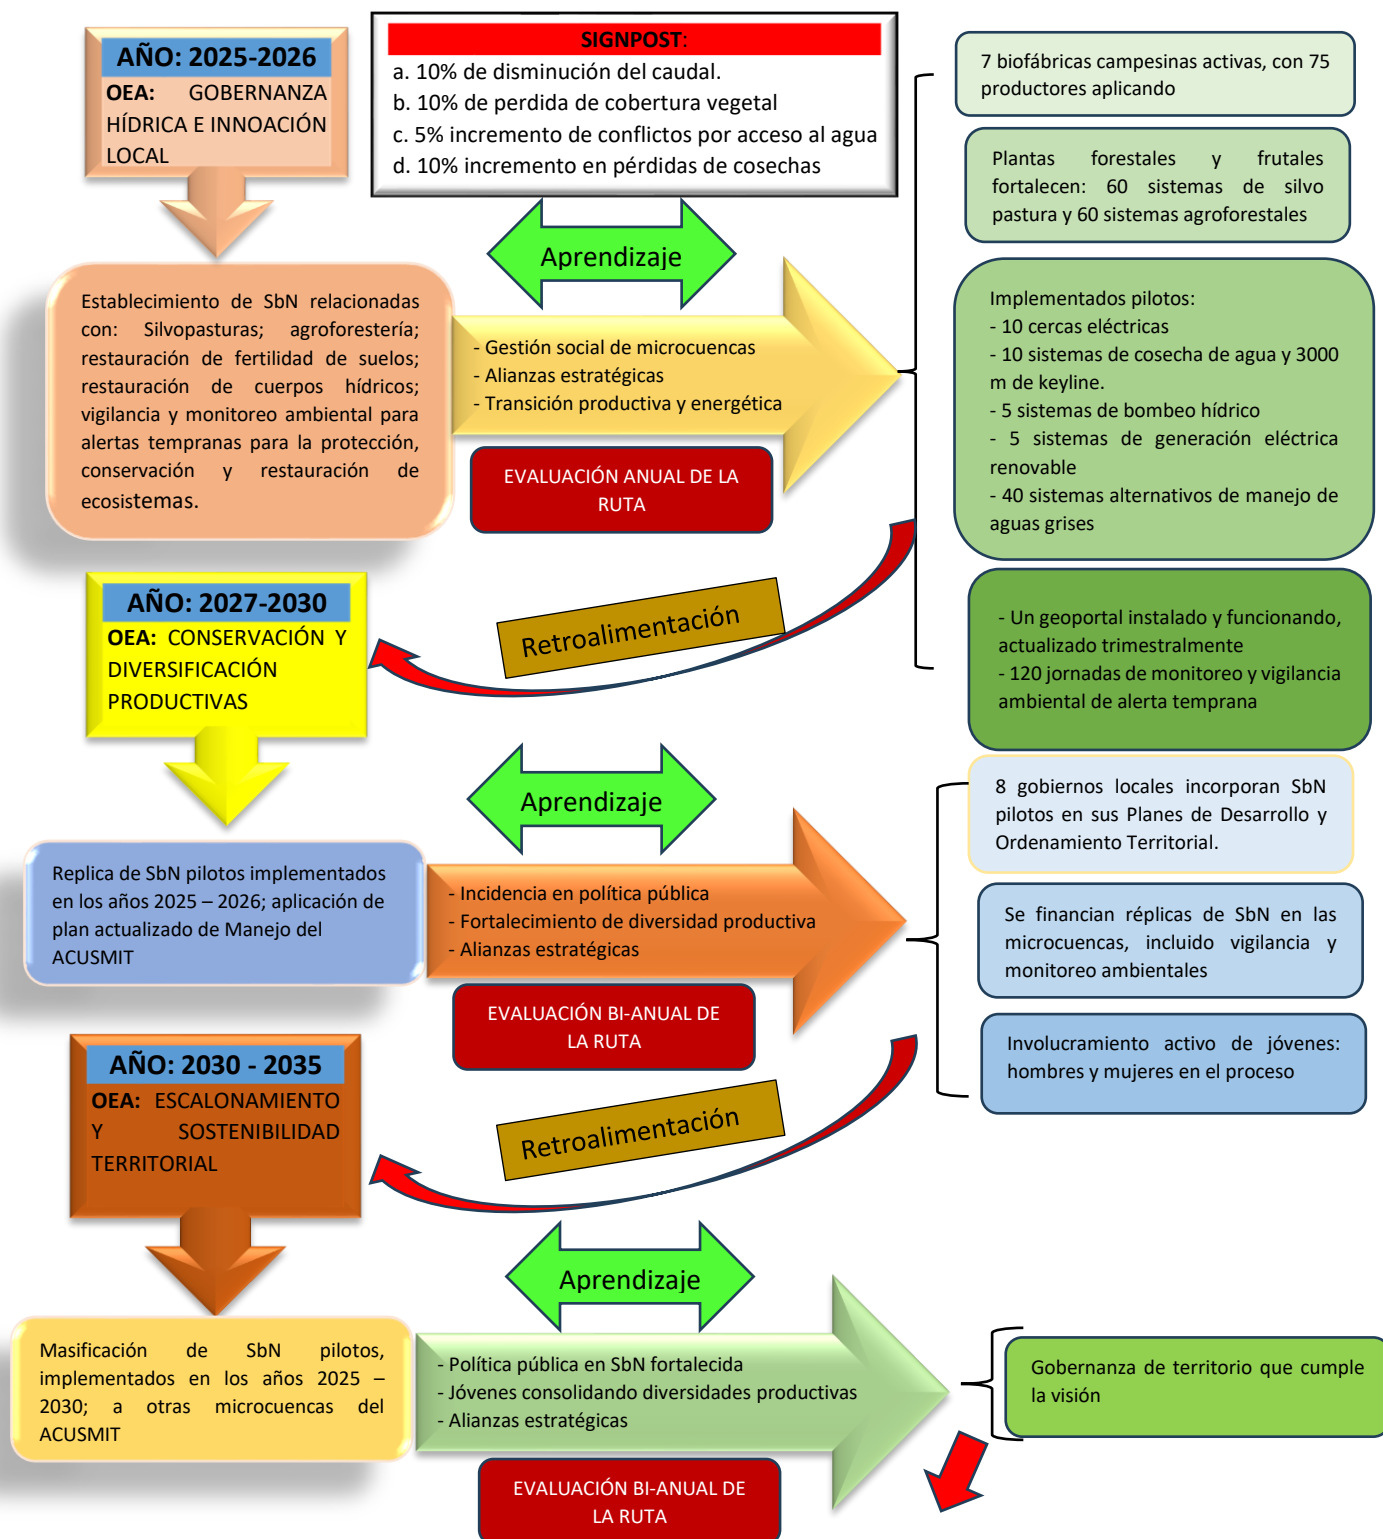 AÑO: 2025-2026
OEA: GOBERNANZA
HÍDRICA E INNOACIÓN
LOCAL
SIGNPOST:
a. 10% de disminución del caudal.
b. 10% de perdida de cobertura vegetal
c. 5% incremento de conflictos por acceso al agua
d. 10% incremento en pérdidas de cosechas
Aprendizaje
Establecimiento de SbN relacionadas
con: Silvopasturas; agroforestería;
restauración de fertilidad de suelos;
restauración de cuerpos hídricos;
vigilancia y monitoreo ambiental para
alertas tempranas para la protección,
conservación y restauración de
ecosistemas.
- Gestión social de microcuencas
- Alianzas estratégicas
- Transición productiva y energética
EVALUACIÓN ANUAL DE LA
RUTA
7 biofábricas campesinas activas, con 75
productores aplicando
Plantas forestales y frutales
fortalecen: 60 sistemas de silvo
pastura y 60 sistemas agroforestales
Implementados pilotos:
- 10 cercas eléctricas
- 10 sistemas de cosecha de agua y 3000
m de keyline.
- 5 sistemas de bombeo hídrico
- 5 sistemas de generación eléctrica
renovable
- 40 sistemas alternativos de manejo de
aguas grises
- Un geoportal instalado y funcionando,
actualizado trimestralmente
- 120 jornadas de monitoreo y vigilancia
ambiental de alerta temprana
Retroalimentación
AÑO: 2027-2030
OEA: CONSERVACIÓN Y
DIVERSIFICACIÓN
PRODUCTIVAS
Aprendizaje
Replica de SbN pilotos implementados
en los años 2025 – 2026; aplicación de
plan actualizado de Manejo del
ACUSMIT
- Incidencia en política pública
- Fortalecimiento de diversidad productiva
- Alianzas estratégicas
EVALUACIÓN BI-ANUAL DE
LA RUTA
8 gobiernos locales incorporan SbN
pilotos en sus Planes de Desarrollo y
Ordenamiento Territorial.
Se financian réplicas de SbN en las
microcuencas, incluido vigilancia y
monitoreo ambientales
Involucramiento activo de jóvenes:
hombres y mujeres en el proceso
Retroalimentación
AÑO: 2030 - 2035
OEA: ESCALONAMIENTO
Y SOSTENIBILIDAD
TERRITORIAL
Aprendizaje
Masificación de SbN pilotos,
implementados en los años 2025 –
2030; a otras microcuencas del
ACUSMIT
- Política pública en SbN fortalecida
- Jóvenes consolidando diversidades productivas
- Alianzas estratégicas
EVALUACIÓN BI-ANUAL DE
LA RUTA
Gobernanza de territorio que cumple
la visión